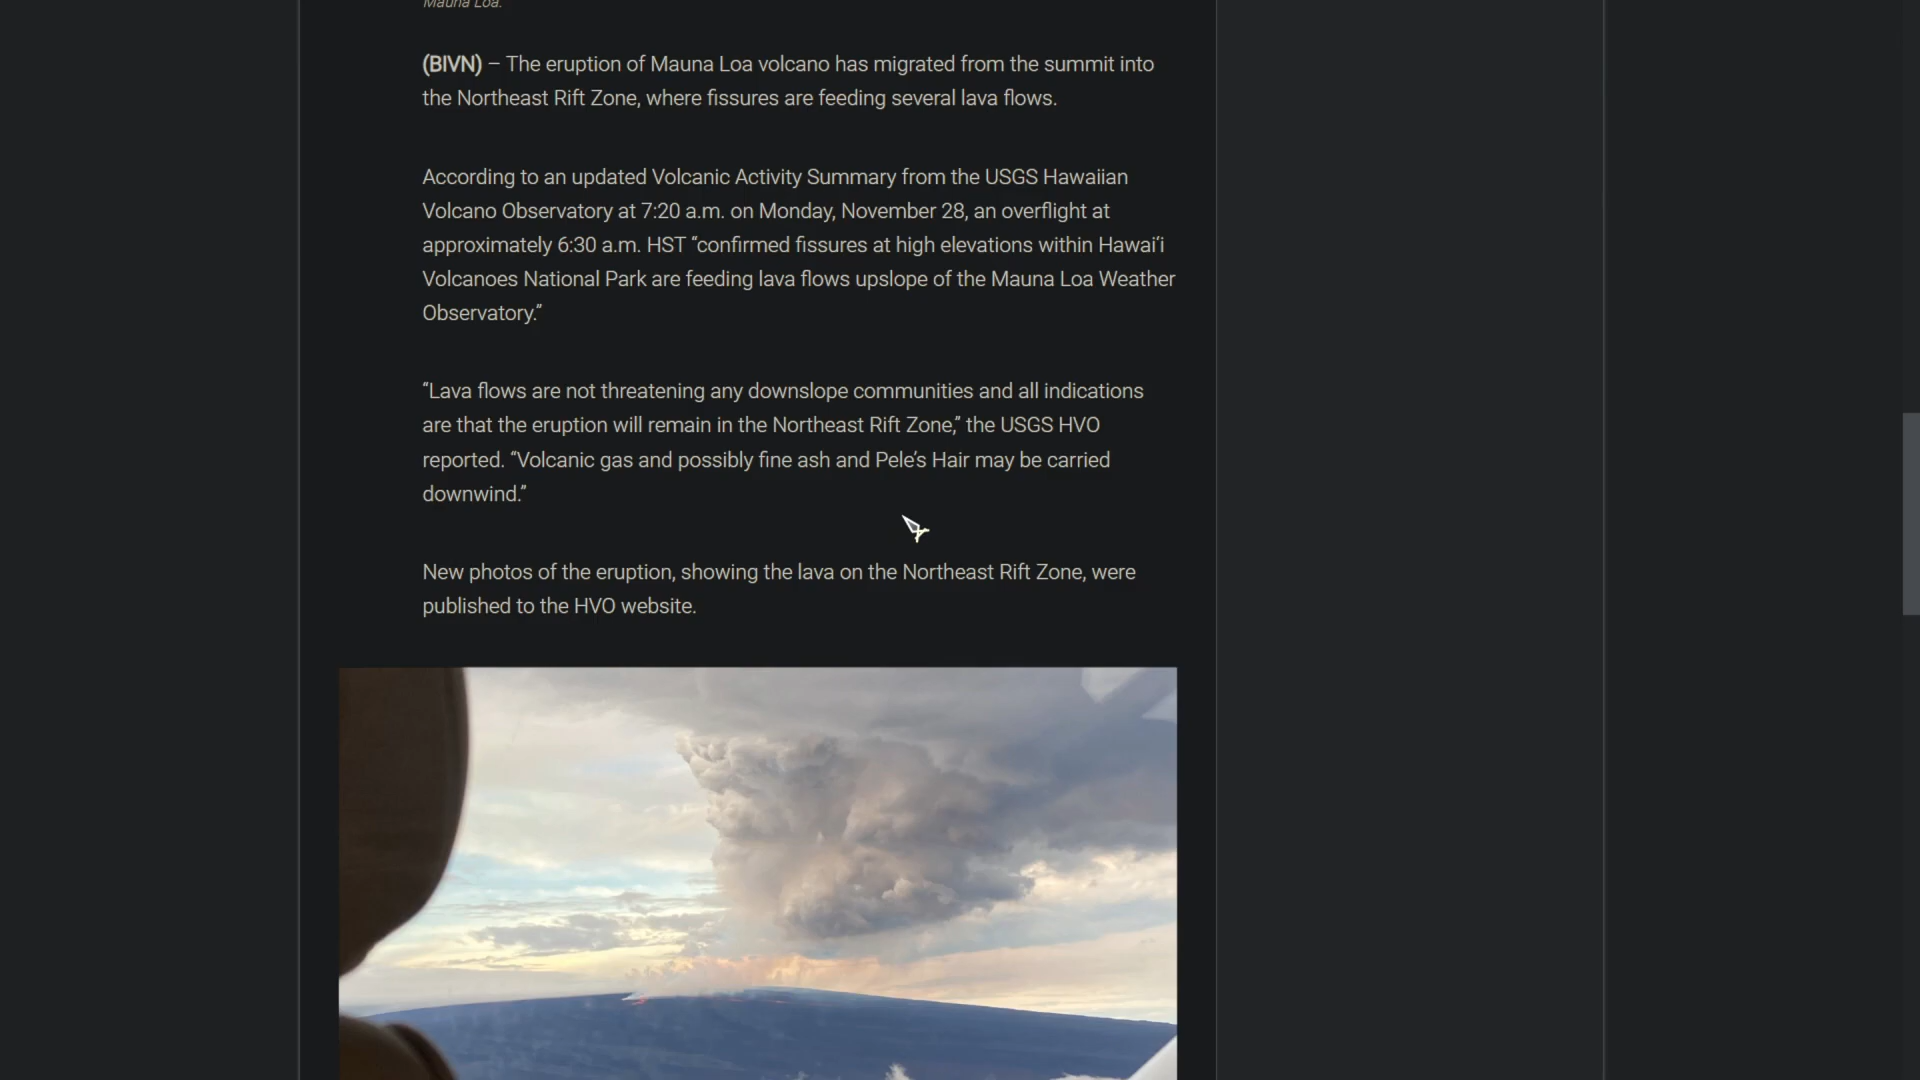 Mauna Loa.
(BIVN) – The eruption of Mauna Loa volcano has migrated from the summit into
the Northeast Rift Zone, where fissures are feeding several lava flows.
According to an updated Volcanic Activity Summary from the USGS Hawaiian
Volcano Observatory at 7:20 a.m. on Monday, November 28, an overflight at
approximately 6:30 a.m. HST “confirmed fissures at high elevations within Hawaiʻi
Volcanoes National Park are feeding lava flows upslope of the Mauna Loa Weather
Observatory.”
“Lava flows are not threatening any downslope communities and all indications
are that the eruption will remain in the Northeast Rift Zone,” the USGS HVO
reported. “Volcanic gas and possibly fine ash and Pele’s Hair may be carried
downwind.”
New photos of the eruption, showing the lava on the Northeast Rift Zone, were
published to the HVO website.